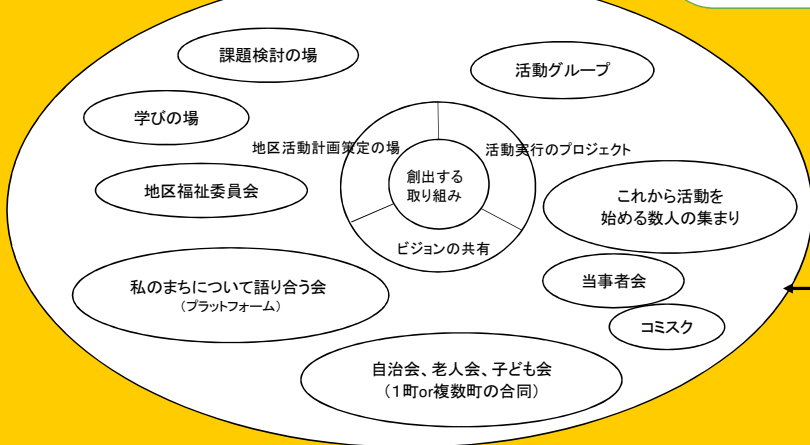 課題検討の場
活動グループ
学びの場
地区活動計画策定の場
活動実行のプロジェクト
創出する
取り組み
地区福祉委員会
これから活動を
始める数人の集まり
ビジョンの共有
当事者会
私のまちについて語り合う会
（プラットフォーム）
コミスク
自治会、老人会、子ども会
（１町or複数町の合同）